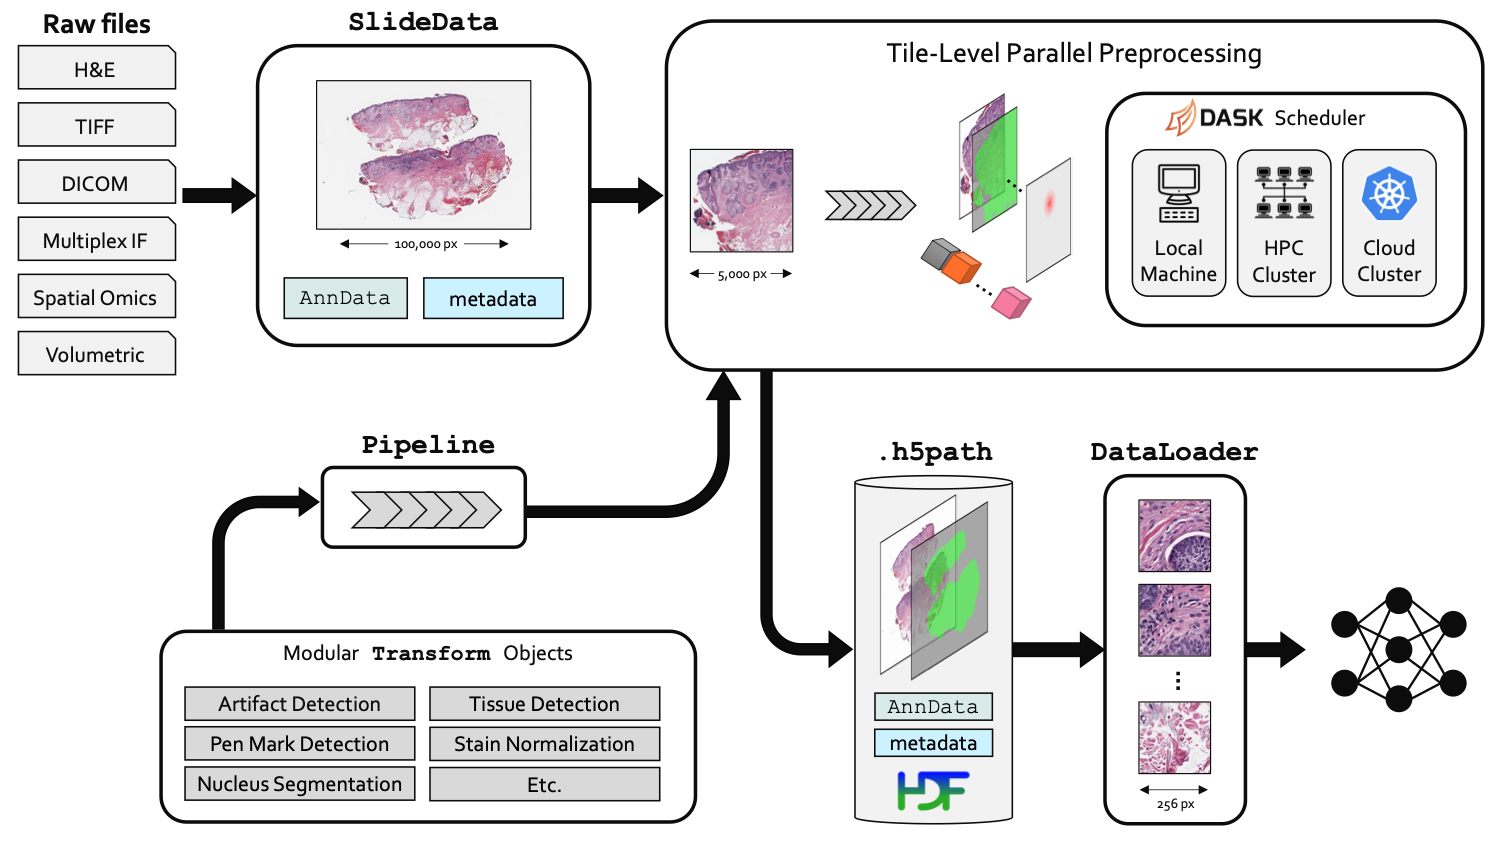 Raw files
H&E
TIFF
DICOM
Multiplex IF
Spatial Omics
Volumetric
SlideData
100,000 px
AnnData
metadata
Tile-Level Parallel Preprocessing
5,000 px
DASK Scheduler
Local
Machine
HPC
Cluster
Cloud
Cluster
Pipeline
Modular Transform Objects
Artifact Detection
Tissue Detection
Pen Mark Detection
Stain Normalization
Nucleus Segmentation
Etc.
.h5path
AnnData
metadata
HDF
DataLoader
256 px